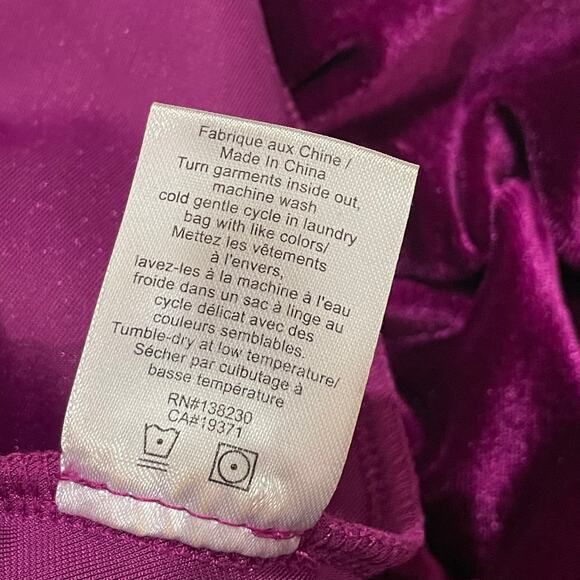 Fabrique aux Chine /
Made In China
Turn garments inside out,
machine wash
cold gentle cycle in laundry
bag with like colors/
Mettez les vêtements
à l'envers,
lavez-les à la machine à l'eau
froide dans un sac à linge au
cycle délicat avec des
couleurs semblables.
Tumble-dry at low temperature/
Sécher par culbutage à
basse température
RN#138230
CA#19371